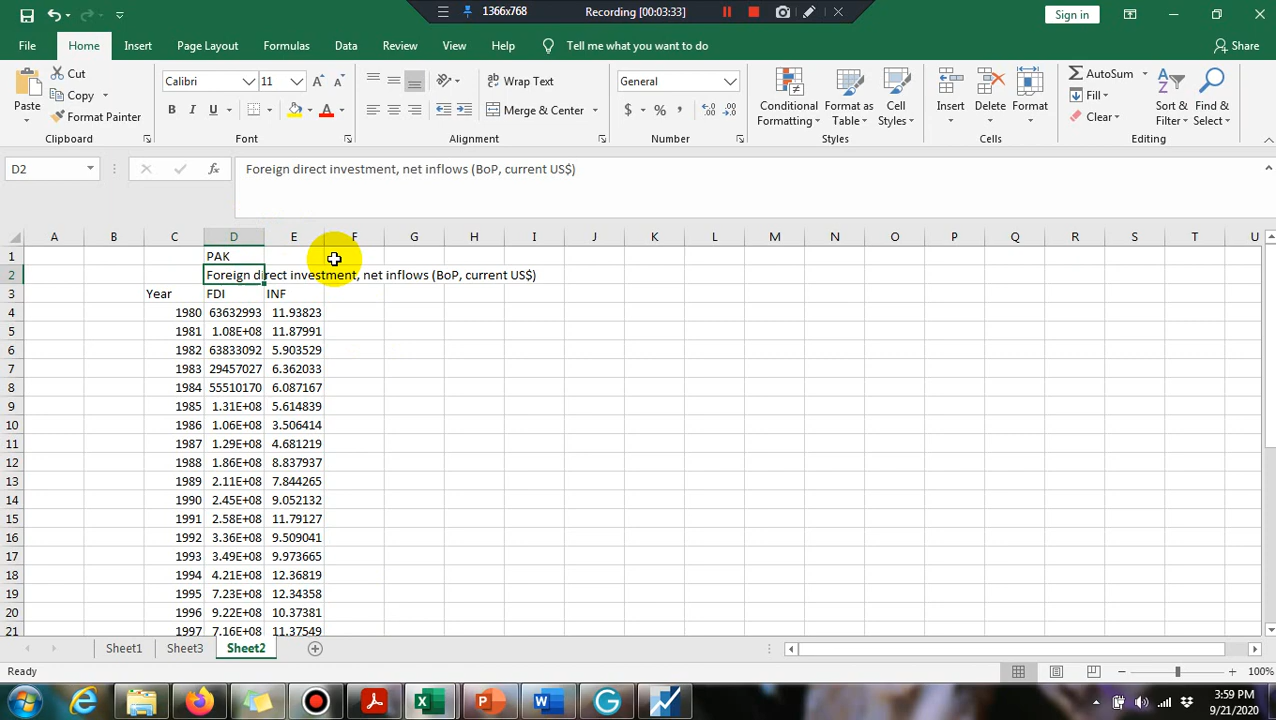 1366x768
Recording [00:03:33]
Sign in
File
Home
Insert
Page Layout
Formulas
Data
Review
View
Help
Tell me what you want to do
Share
Paste
Cut
Copy
Format Painter
Clipboard
Calibri
11
B I U
Font
Wrap Text
Merge & Center
Alignment
General
$ % ,
Number
Conditional Formatting
Format as Table
Cell Styles
Styles
Insert
Delete
Format
Cells
AutoSum
Fill
Clear
Sort & Filter
Find & Select
Editing
D2
fx
Foreign direct investment, net inflows (BoP, current US$)
A B C D E F G H I J K L M N O P Q R S T U
1 PAK
2 Foreign direct investment, net inflows (BoP, current US$)
3 Year FDI INF
4 1980 63632993 11.93823
5 1981 1.08E+08 11.87991
6 1982 63833092 5.903529
7 1983 29457027 6.362033
8 1984 55510170 6.087167
9 1985 1.31E+08 5.614839
10 1986 1.06E+08 3.506414
11 1987 1.29E+08 4.681219
12 1988 1.86E+08 8.837937
13 1989 2.11E+08 7.844265
14 1990 2.45E+08 9.052132
15 1991 2.58E+08 11.79127
16 1992 3.36E+08 9.509041
17 1993 3.49E+08 9.973665
18 1994 4.21E+08 12.36819
19 1995 7.23E+08 12.34358
20 1996 9.22E+08 10.37381
21 1997 7.16E+08 11.37549
Sheet1
Sheet3
Sheet2
Ready
100%
3:59 PM
9/21/2020